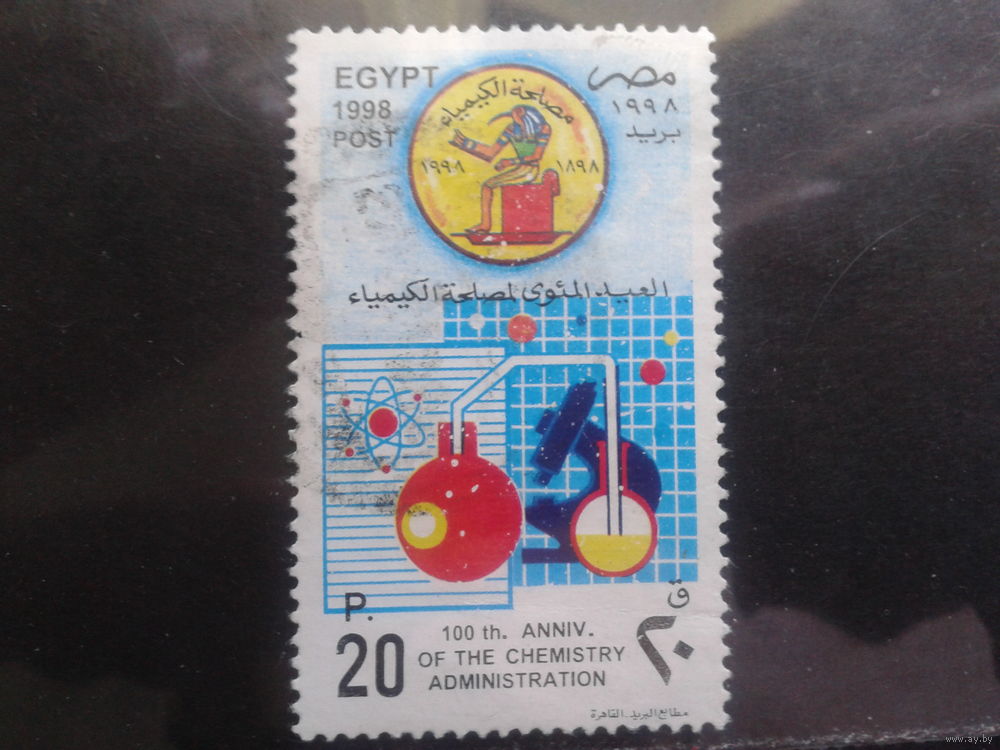 EGYPT
1998
POST
مصر
١٩٩٨
بريد
مصلحة الكيمياء
١٩٩٨ ١٨٩٨
العيد المئوى لمصلحة الكيمياء
P.
20
100 th. ANNIV.
OF THE CHEMISTRY
ADMINISTRATION
ق
٢٠
مطابع البريد - القاهرة
www.ay.by